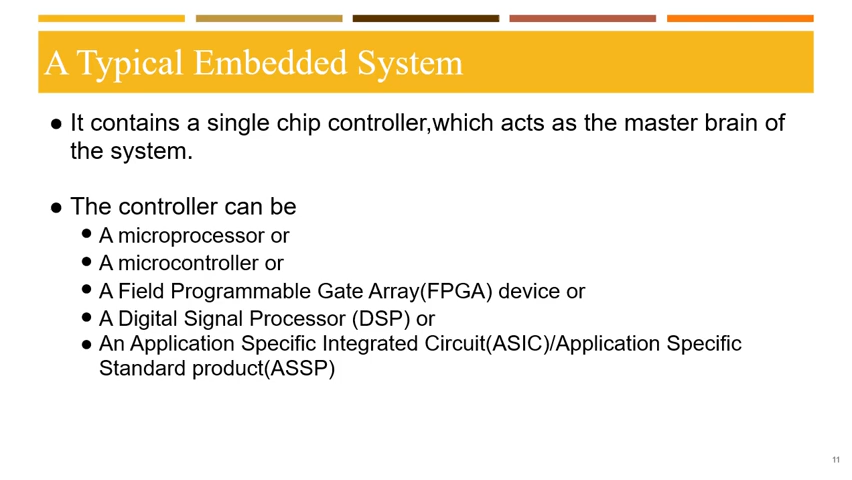 A Typical Embedded System
● It contains a single chip controller,which acts as the master brain of
the system.
● The controller can be
● A microprocessor or
● A microcontroller or
● A Field Programmable Gate Array(FPGA) device or
● A Digital Signal Processor (DSP) or
● An Application Specific Integrated Circuit(ASIC)/Application Specific
Standard product(ASSP)
11